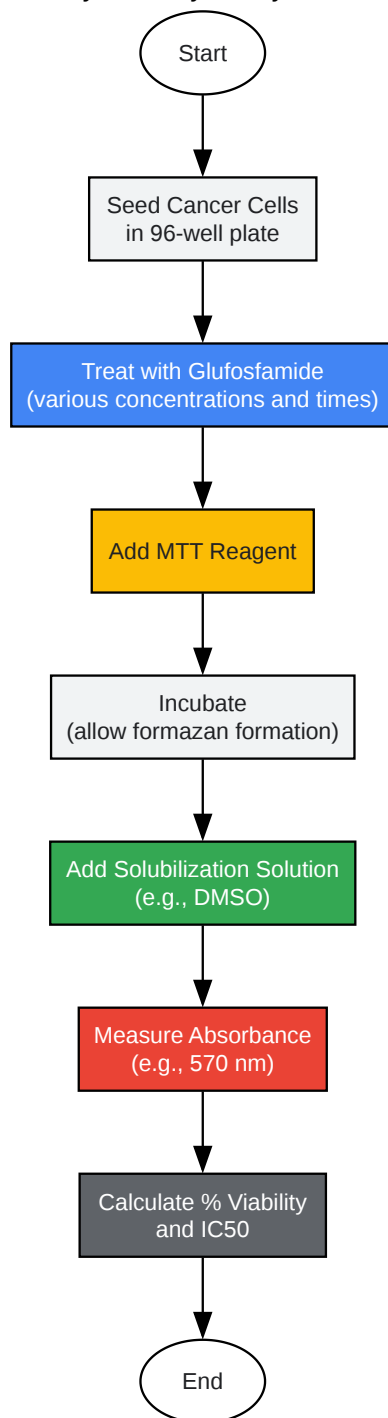 Start
Seed Cancer Cells
in 96-well plate
Treat with Glufosfamide
(various concentrations and times)
Add MTT Reagent
Incubate
(allow formazan formation)
Add Solubilization Solution
(e.g., DMSO)
Measure Absorbance
(e.g., 570 nm)
Calculate % Viability
and IC50
End